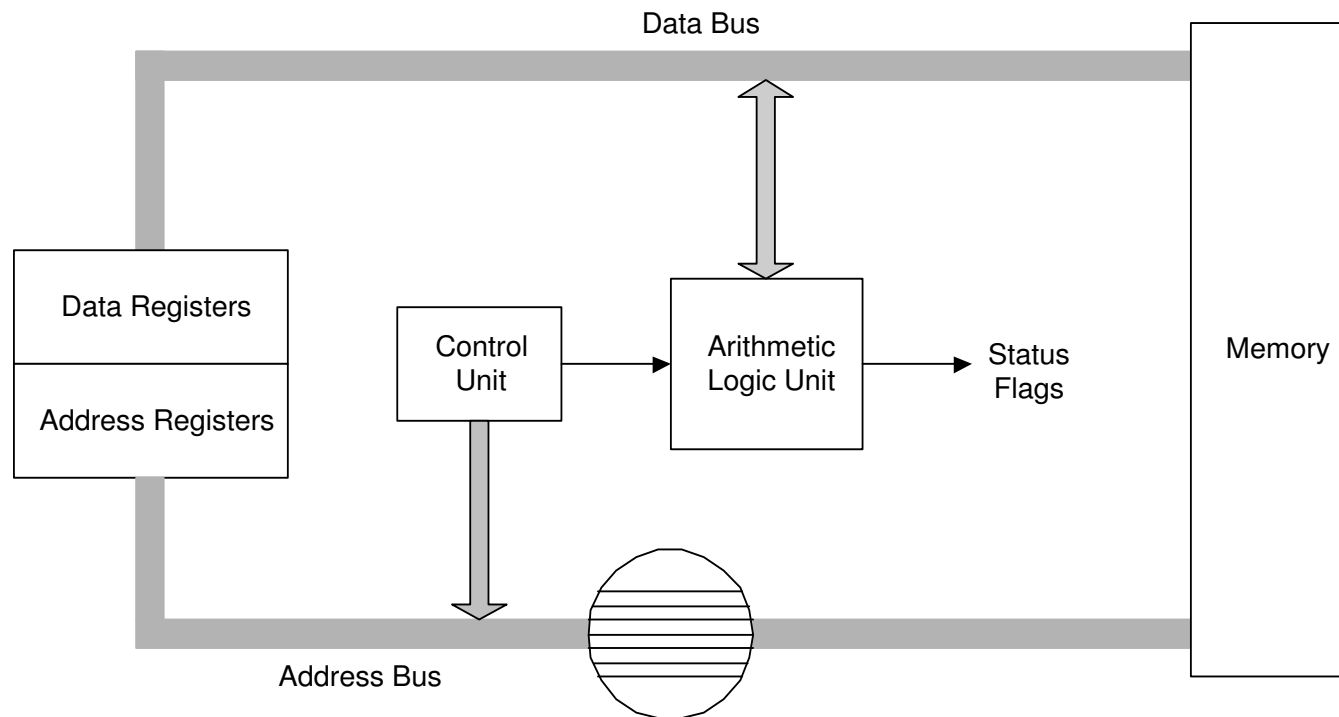 Data Bus
Data Registers
Address Registers
Control
Unit
Arithmetic
Logic Unit
Status
Flags
Memory
Address Bus